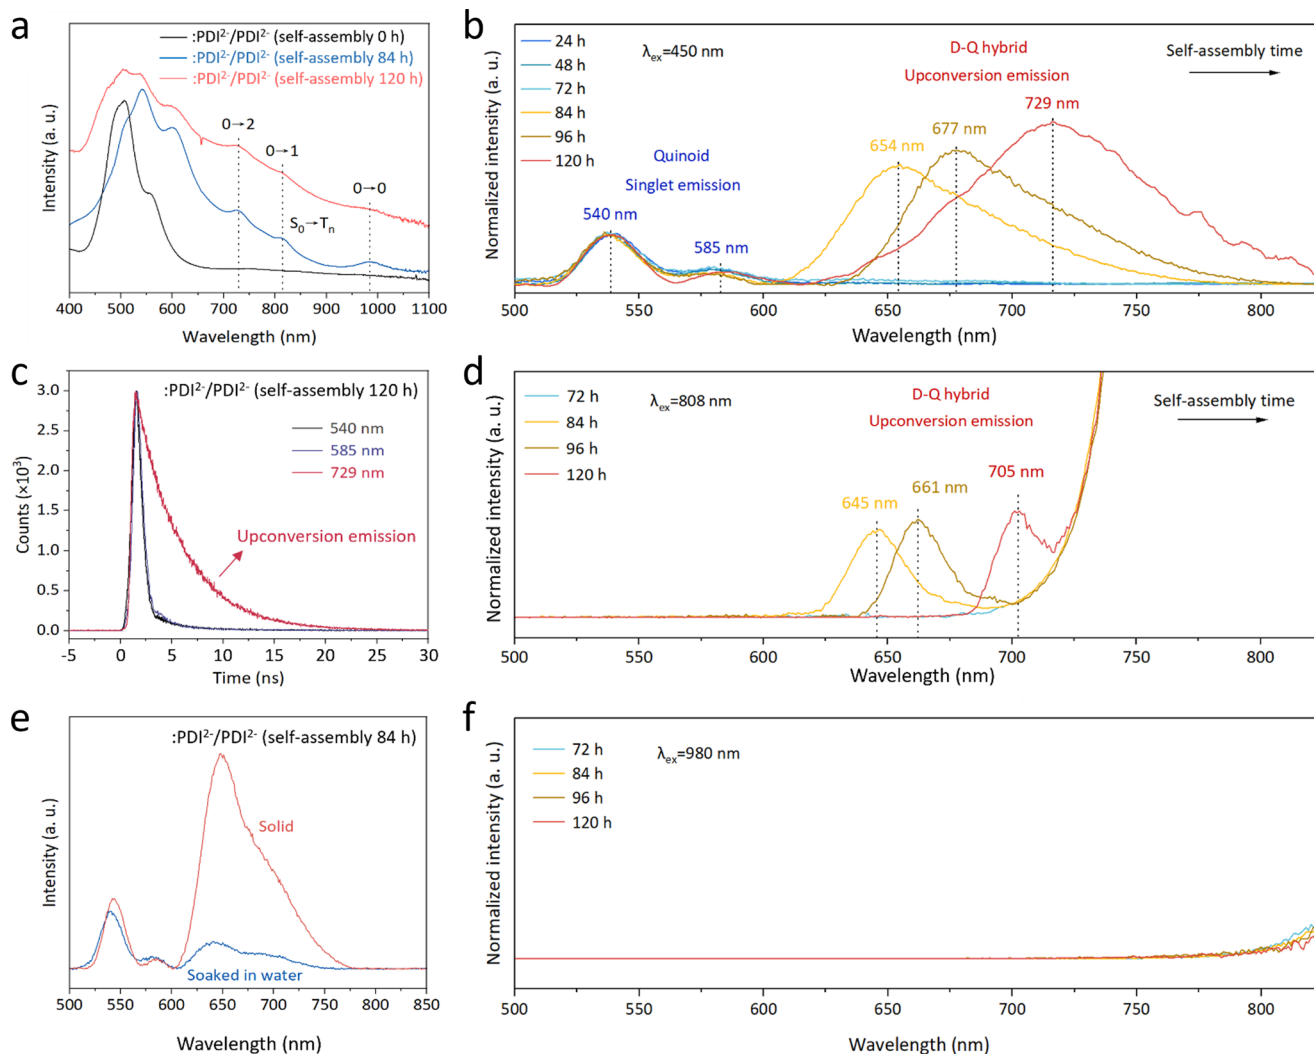 a
:PDI²⁻/PDI²⁻ (self-assembly 0 h)
:PDI²⁻/PDI²⁻ (self-assembly 84 h)
:PDI²⁻/PDI²⁻ (self-assembly 120 h)
0→2
0→1
0→0
S₀→Tₙ
Intensity (a. u.)
400 500 600 700 800 900 1000 1100
Wavelength (nm)
b
24 h
48 h
72 h
84 h
96 h
120 h
λex=450 nm
D-Q hybrid
Upconversion emission
Self-assembly time
729 nm
677 nm
654 nm
Quinoid
Singlet emission
540 nm
585 nm
Normalized intensity (a. u.)
500 550 600 650 700 750 800
Wavelength (nm)
c
:PDI²⁻/PDI²⁻ (self-assembly 120 h)
540 nm
585 nm
729 nm
Upconversion emission
Counts (×10³)
3.0
2.5
2.0
1.5
1.0
0.5
0.0
-5 0 5 10 15 20 25 30
Time (ns)
d
72 h
84 h
96 h
120 h
λex=808 nm
D-Q hybrid
Upconversion emission
Self-assembly time
705 nm
661 nm
645 nm
Normalized intensity (a. u.)
500 550 600 650 700 750 800
Wavelength (nm)
e
:PDI²⁻/PDI²⁻ (self-assembly 84 h)
Solid
Soaked in water
Intensity (a. u.)
500 550 600 650 700 750 800 850
Wavelength (nm)
f
72 h
84 h
96 h
120 h
λex=980 nm
Normalized intensity (a. u.)
500 550 600 650 700 750 800
Wavelength (nm)